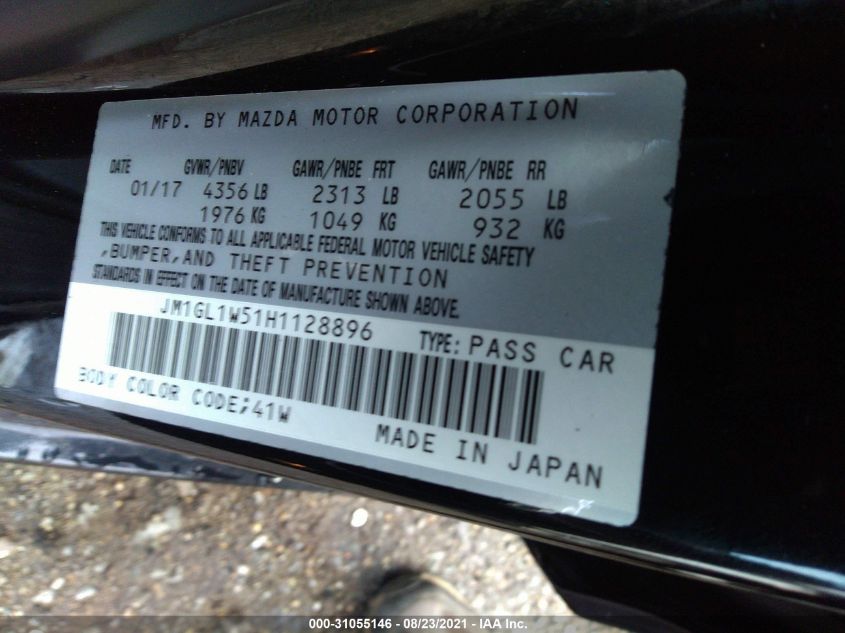 MFD. BY MAZDA MOTOR CORPORATION
DATE GVWR/PNBV GAWR/PNBE FRT GAWR/PNBE RR
01/17 4356 LB 2313 LB 2055 LB
1976 KG 1049 KG 932 KG
THIS VEHICLE CONFORMS TO ALL APPLICABLE FEDERAL MOTOR VEHICLE SAFETY
,BUMPER,AND THEFT PREVENTION
STANDARDS IN EFFECT ON THE DATE OF MANUFACTURE SHOWN ABOVE.
JM1GL1W51H1128896 TYPE: PASS CAR
BODY COLOR CODE;41W
MADE IN JAPAN
000-31055146 - 08/23/2021 - IAA Inc.